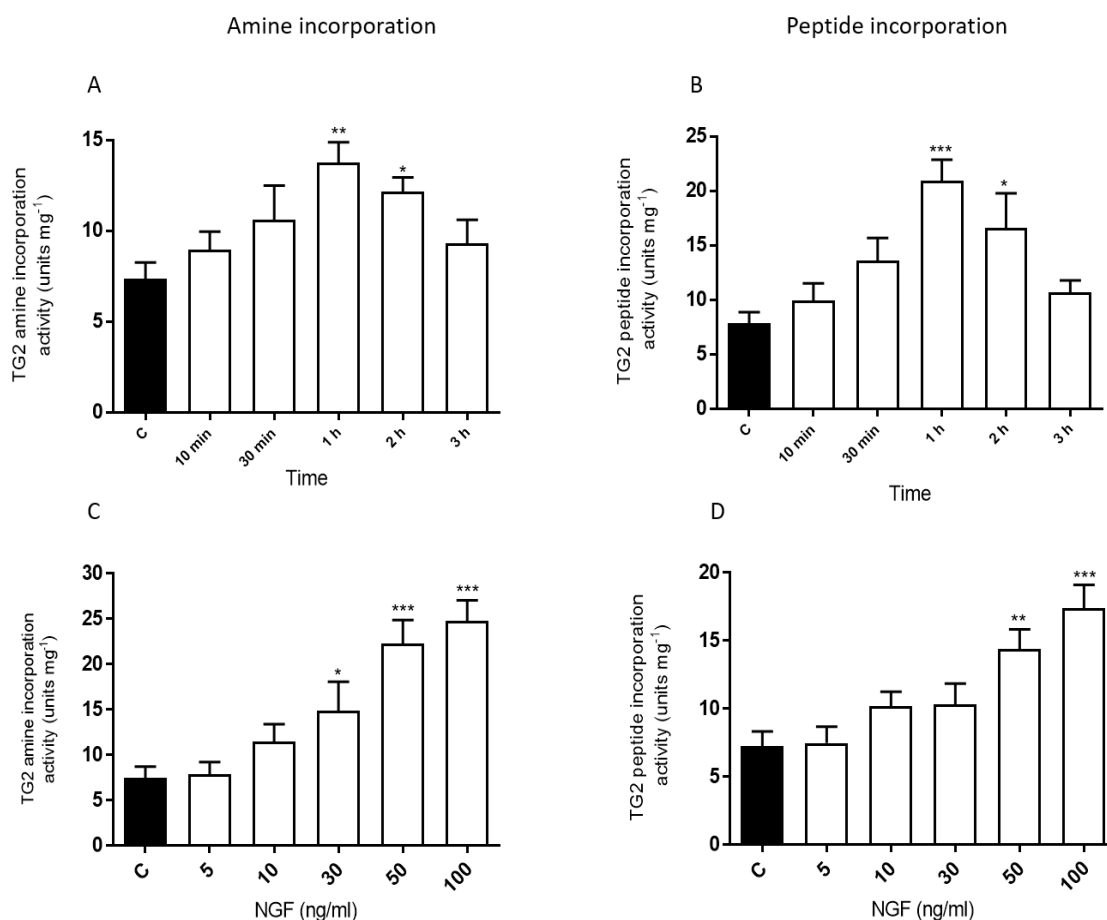 Amine incorporation
Peptide incorporation
A
TG2 amine incorporation
activity (units mg⁻¹)
15
10
5
0
**
*
C
10 min
30 min
1 h
2 h
3 h
Time
B
TG2 peptide incorporation
activity (units mg⁻¹)
25
20
15
10
5
0
***
*
C
10 min
30 min
1 h
2 h
3 h
Time
C
TG2 amine incorporation
activity (units mg⁻¹)
30
25
20
15
10
5
0
*
***
***
C
5
10
30
50
100
NGF (ng/ml)
D
TG2 peptide incorporation
activity (units mg⁻¹)
20
15
10
5
0
**
***
C
5
10
30
50
100
NGF (ng/ml)